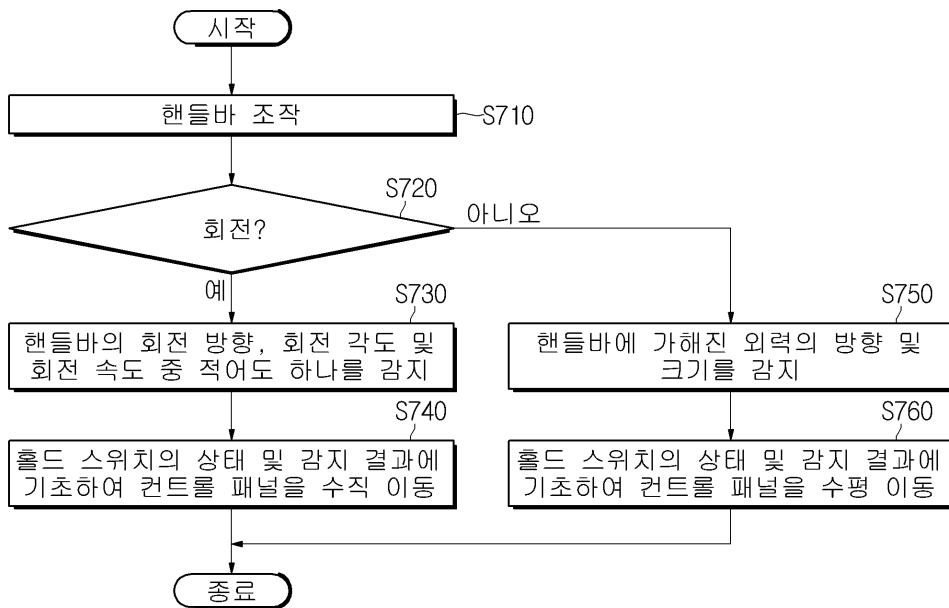 시작
핸들바 조작
S710
S720
회전?
아니오
예
S730
핸들바의 회전 방향, 회전 각도 및
회전 속도 중 적어도 하나를 감지
S750
핸들바에 가해진 외력의 방향 및
크기를 감지
S740
홀드 스위치의 상태 및 감지 결과에
기초하여 컨트롤 패널을 수직 이동
S760
홀드 스위치의 상태 및 감지 결과에
기초하여 컨트롤 패널을 수평 이동
종료